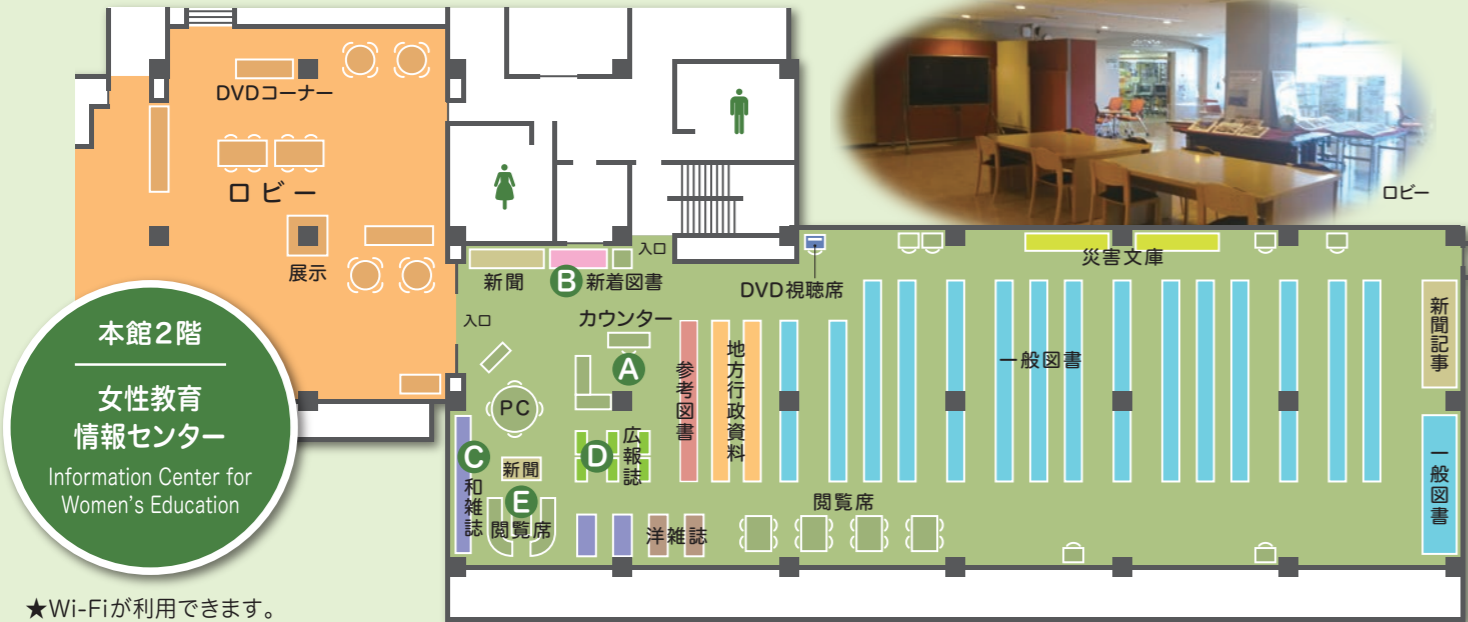 DVDコーナー
ロビー
展示
ロビー
本館2階
女性教育
情報センター
Information Center for
Women's Education
入口
新聞
B 新着図書
入口
カウンター
A
DVD視聴席
災害文庫
参考図書
地方行政資料
一般図書
新聞記事
一般図書
PC
C
和雑誌
新聞
E
閲覧席
D
広報誌
洋雑誌
閲覧席
★Wi-Fiが利用できます。